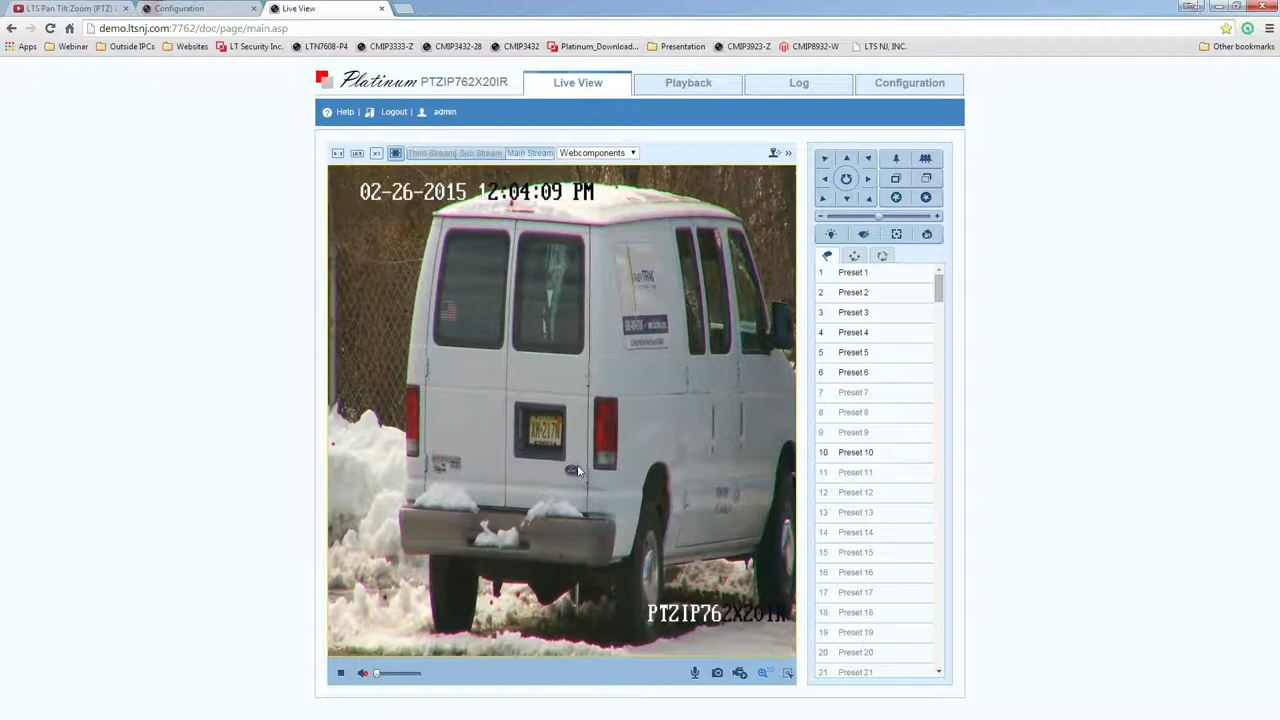 LTS Pan Tilt Zoom (PTZ)
Configuration
Live View
demo.ltsnj.com:7762/doc/page/main.asp
Apps
Webinar
Outside IPCs
Websites
LT Security Inc.
LTN7608-P4
CMIP3333-Z
CMIP3432-28
CMIP3432
Platinum_Download...
Presentation
CMIP3923-Z
CMIP8932-W
LTS NJ, INC.
Other bookmarks
Platinum PTZIP762X20IR
Live View
Playback
Log
Configuration
Help
Logout
admin
Third Stream
Sub Stream
Main Stream
Webcomponents
02-26-2015 12:04:09 PM
PTZIP762X20IR
1 Preset 1
2 Preset 2
3 Preset 3
4 Preset 4
5 Preset 5
6 Preset 6
7 Preset 7
8 Preset 8
9 Preset 9
10 Preset 10
11 Preset 11
12 Preset 12
13 Preset 13
14 Preset 14
15 Preset 15
16 Preset 16
17 Preset 17
18 Preset 18
19 Preset 19
20 Preset 20
21 Preset 21